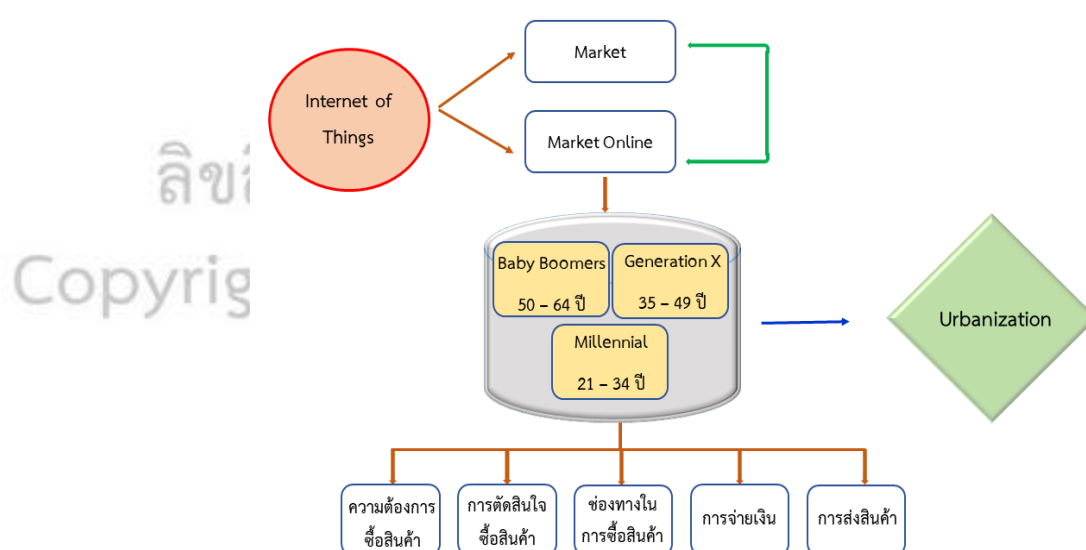 Market
Internet of
Things
Market Online
Baby Boomers
50 – 64 ปี
Generation X
35 – 49 ปี
Millennial
21 – 34 ปี
Urbanization
ความต้องการ
ซื้อสินค้า
การตัดสินใจ
ซื้อสินค้า
ช่องทางใน
การซื้อสินค้า
การจ่ายเงิน
การส่งสินค้า